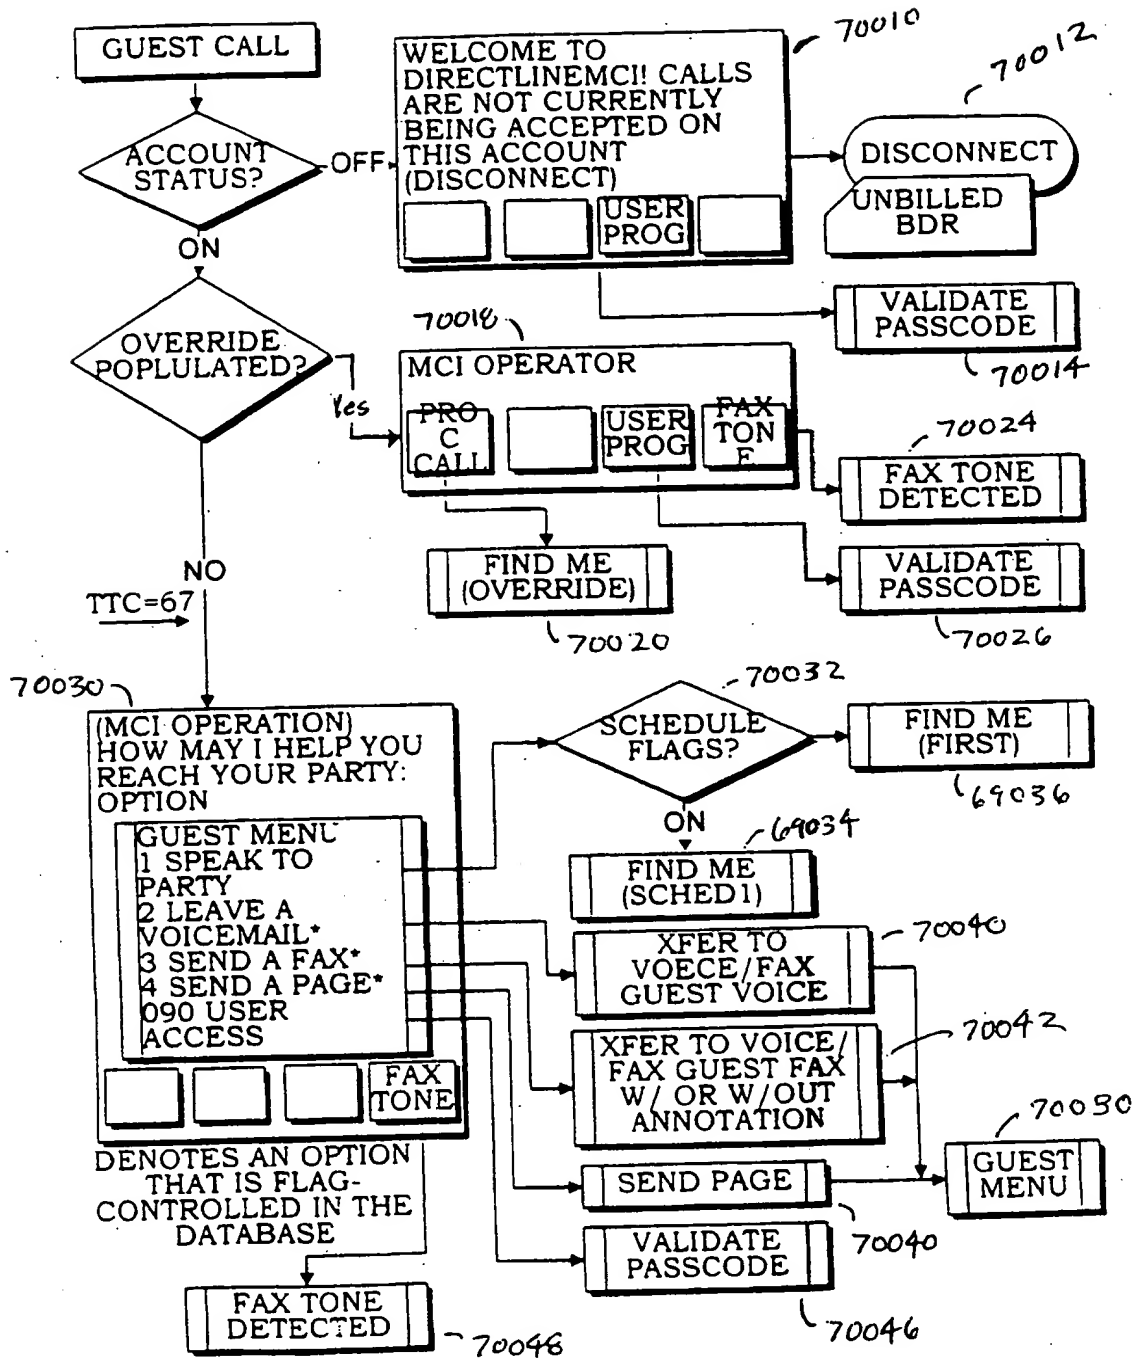 GUEST CALL
WELCOME TO
DIRECTLINEMCI! CALLS
ARE NOT CURRENTLY
BEING ACCEPTED ON
THIS ACCOUNT
(DISCONNECT)
USER
PROG
70010
70012
DISCONNECT
UNBILLED
BDR
ACCOUNT
STATUS?
OFF
ON
VALIDATE
PASSCODE
70014
OVERRIDE
POPLULATED?
Yes
70018
MCI OPERATOR
PRO
C
CALL
USER
PROG
FAX
TON
E
70024
FAX TONE
DETECTED
FIND ME
(OVERRIDE)
70020
VALIDATE
PASSCODE
70026
NO
TTC=67
70030
(MCI OPERATION)
HOW MAY I HELP YOU
REACH YOUR PARTY:
OPTION
GUEST MENU
1 SPEAK TO
PARTY
2 LEAVE A
VOICEMAIL*
3 SEND A FAX*
4 SEND A PAGE*
090 USER
ACCESS
FAX
TONE
70032
SCHEDULE
FLAGS?
FIND ME
(FIRST)
69036
ON
69034
FIND ME
(SCHED1)
XFER TO
VOECE/FAX
GUEST VOICE
70040
XFER TO VOICE/
FAX GUEST FAX
W/ OR W/OUT
ANNOTATION
70042
70050
GUEST
MENU
SEND PAGE
70040
VALIDATE
PASSCODE
70046
DENOTES AN OPTION
THAT IS FLAG-
CONTROLLED IN THE
DATABASE
FAX TONE
DETECTED
70048